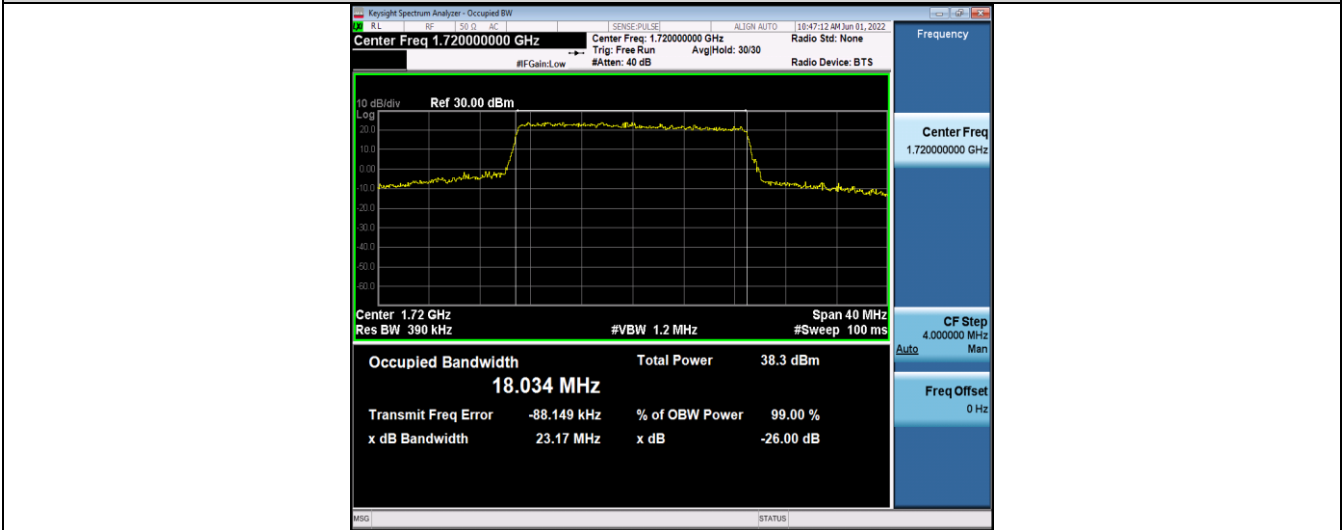 Keysight Spectrum Analyzer - Occupied BW
RL RF 50 Ω AC SENSE:PULSE ALIGN AUTO 10:47:12 AM Jun 01, 2022
Center Freq 1.720000000 GHz
Center Freq: 1.720000000 GHz
Radio Std: None
Trig: Free Run Avg|Hold: 30/30
#IFGain:Low
#Atten: 40 dB
Radio Device: BTS
10 dB/div Ref 30.00 dBm
Log
20.0
10.0
0.00
-10.0
-20.0
-30.0
-40.0
-50.0
-60.0
Center 1.72 GHz Span 40 MHz
Res BW 390 kHz #VBW 1.2 MHz #Sweep 100 ms
Occupied Bandwidth Total Power 38.3 dBm
18.034 MHz
Transmit Freq Error -88.149 kHz % of OBW Power 99.00 %
x dB Bandwidth 23.17 MHz x dB -26.00 dB
MSG STATUS
Frequency
Center Freq
1.720000000 GHz
CF Step
4.000000 MHz
Auto Man
Freq Offset
0 Hz